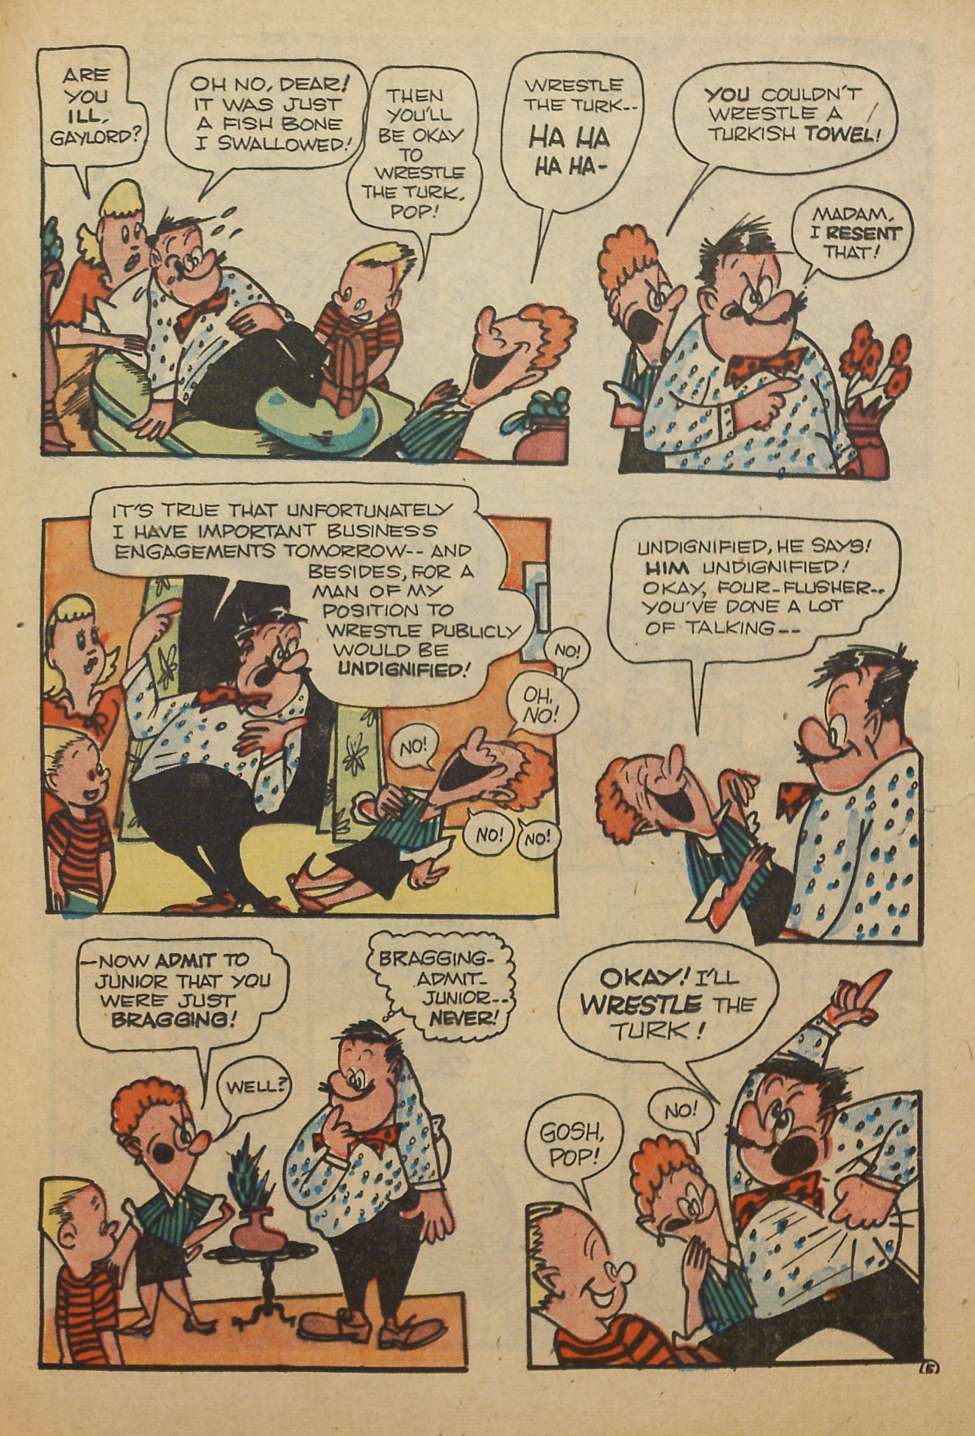 ARE
YOU
ILL,
GAYLORD?
OH NO, DEAR!
IT WAS JUST
A FISH BONE
I SWALLOWED!
THEN
YOU'LL
BE OKAY
TO
WRESTLE
THE TURK,
POP!
WRESTLE
THE TURK--
HA HA
HA HA-
YOU COULDN'T
WRESTLE A
TURKISH TOWEL!
MADAM,
I RESENT
THAT!
IT'S TRUE THAT UNFORTUNATELY
I HAVE IMPORTANT BUSINESS
ENGAGEMENTS TOMORROW-- AND
BESIDES, FOR A
MAN OF MY
POSITION TO
WRESTLE PUBLICLY
WOULD BE
UNDIGNIFIED!
NO!
OH,
NO!
NO!
NO!
NO!
UNDIGNIFIED, HE SAYS!
HIM UNDIGNIFIED!
OKAY, FOUR-FLUSHER--
YOU'VE DONE A LOT
OF TALKING--
--NOW ADMIT TO
JUNIOR THAT YOU
WERE JUST
BRAGGING!
WELL?
BRAGGING-
ADMIT-
JUNIOR--
NEVER!
OKAY! I'LL
WRESTLE THE
TURK!
GOSH,
POP!
NO!